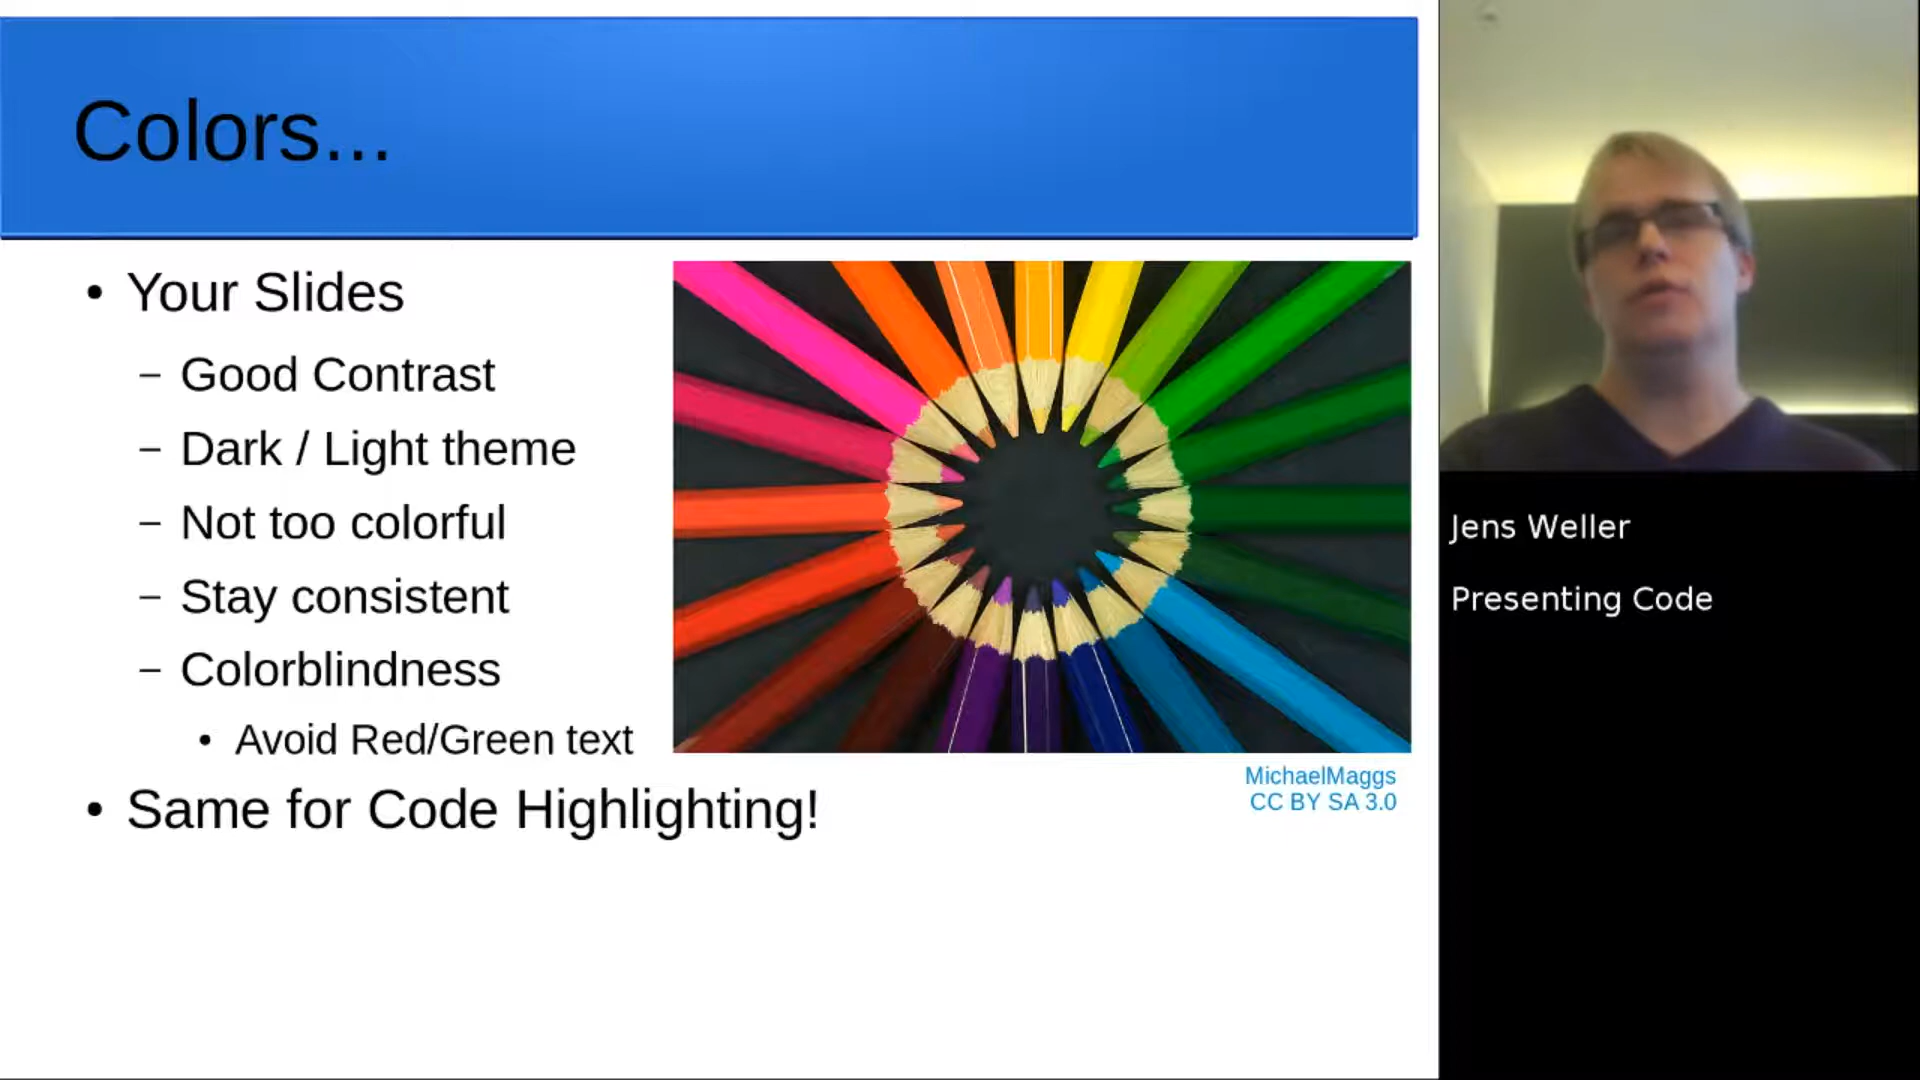 Colors...
• Your Slides
– Good Contrast
– Dark / Light theme
– Not too colorful
– Stay consistent
– Colorblindness
• Avoid Red/Green text
• Same for Code Highlighting!
MichaelMaggs
CC BY SA 3.0
Jens Weller
Presenting Code